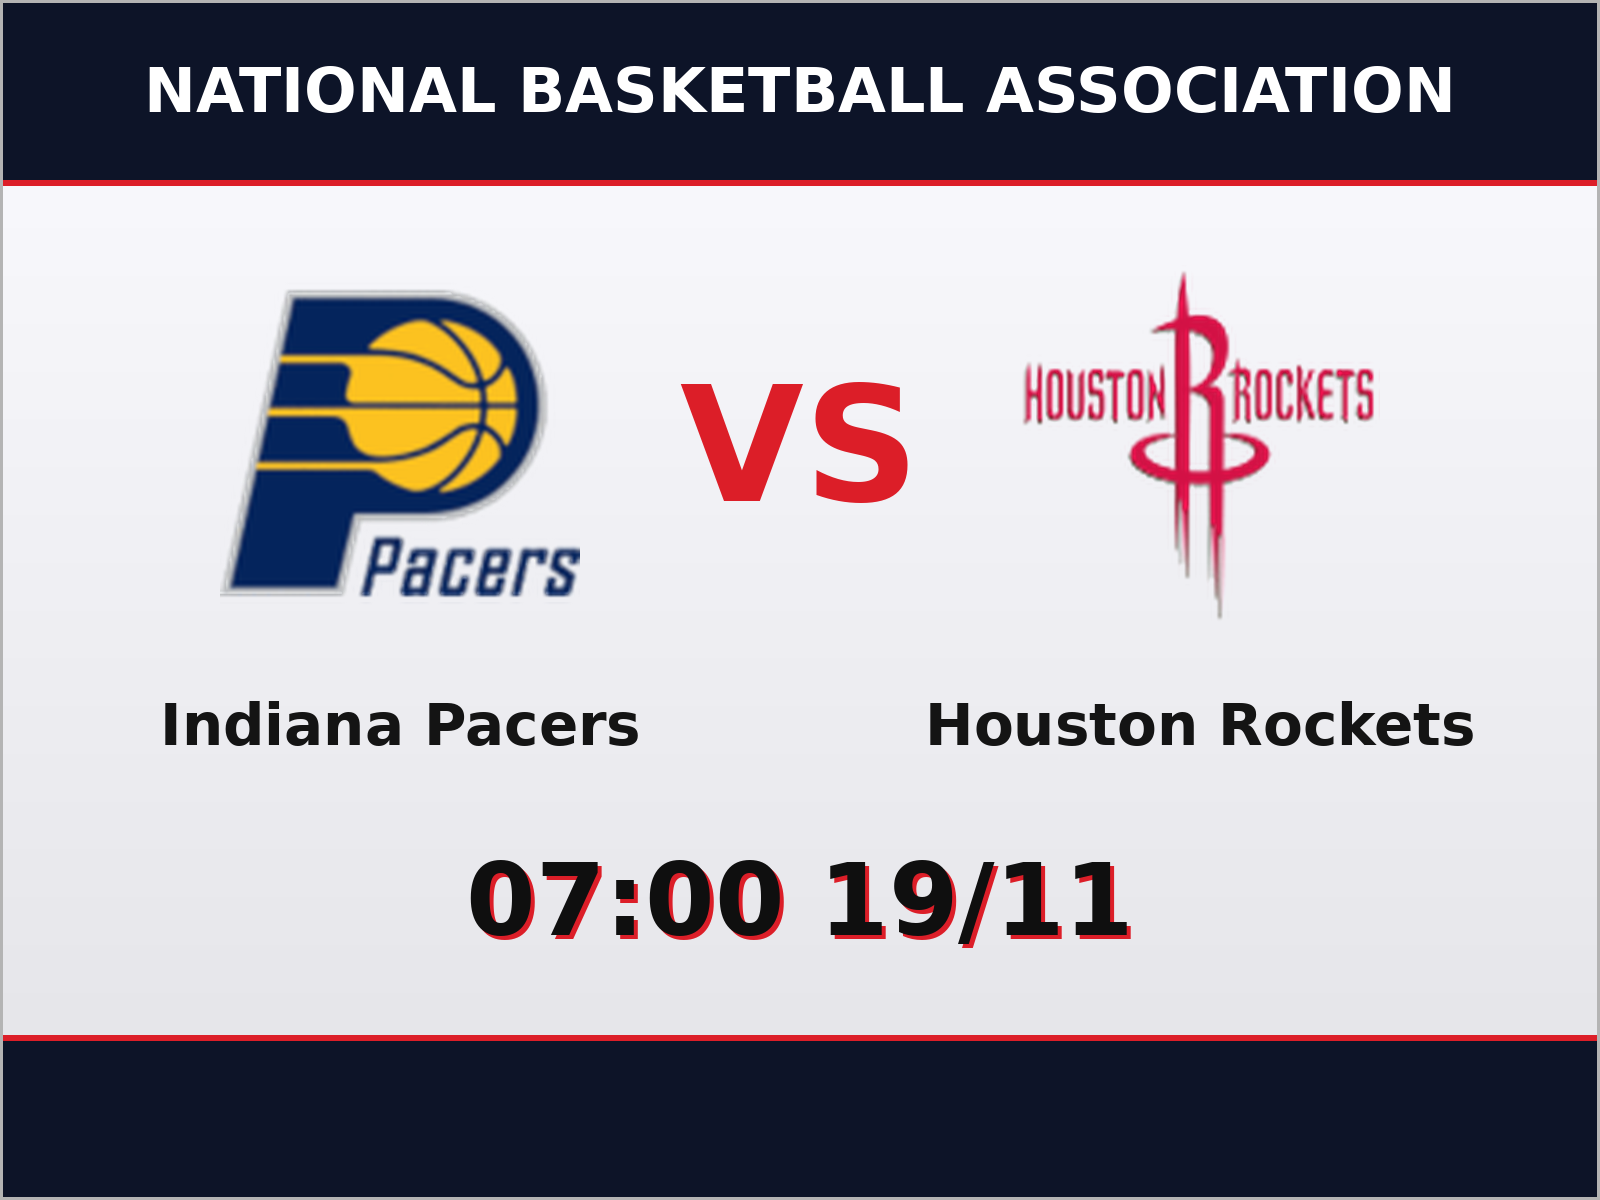 NATIONAL BASKETBALL ASSOCIATION
Pacers
VS
HOUSTON ROCKETS
Indiana Pacers
Houston Rockets
07:00 19/11